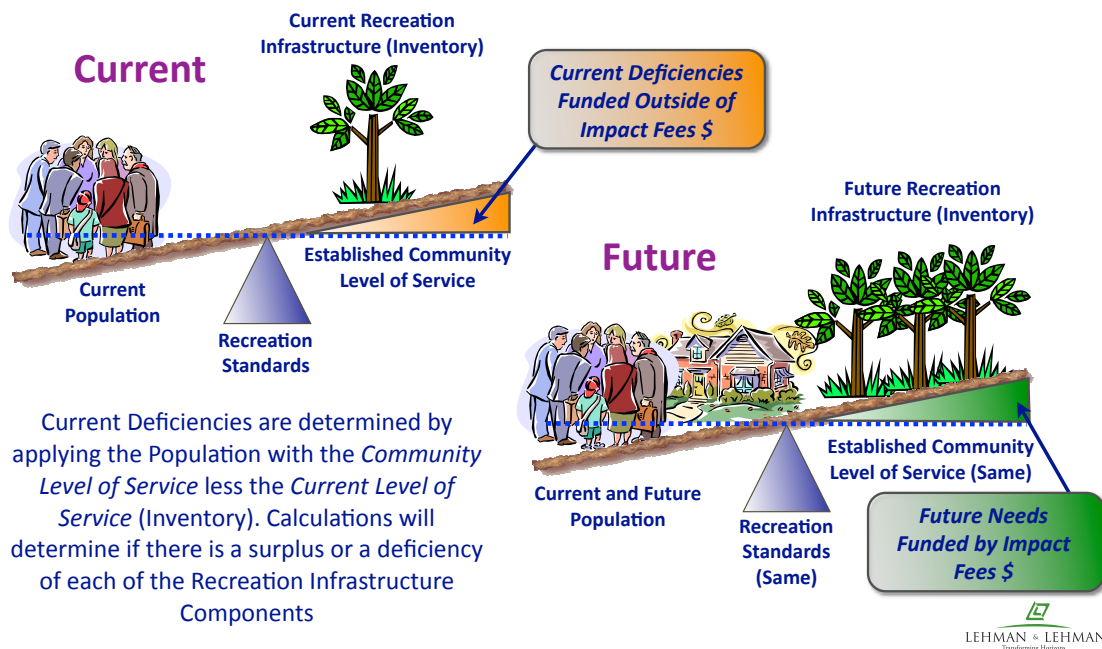 Current
Current Recreation
Infrastructure (Inventory)
Current Deficiencies
Funded Outside of
Impact Fees $
Established Community
Level of Service
Current
Population
Recreation
Standards
Current Deficiencies are determined by
applying the Population with the Community
Level of Service less the Current Level of
Service (Inventory). Calculations will
determine if there is a surplus or a deficiency
of each of the Recreation Infrastructure
Components
Future
Future Recreation
Infrastructure (Inventory)
Established Community
Level of Service (Same)
Current and Future
Population
Recreation
Standards
(Same)
Future Needs
Funded by Impact
Fees $
LEHMAN & LEHMAN
Transforming Horizons